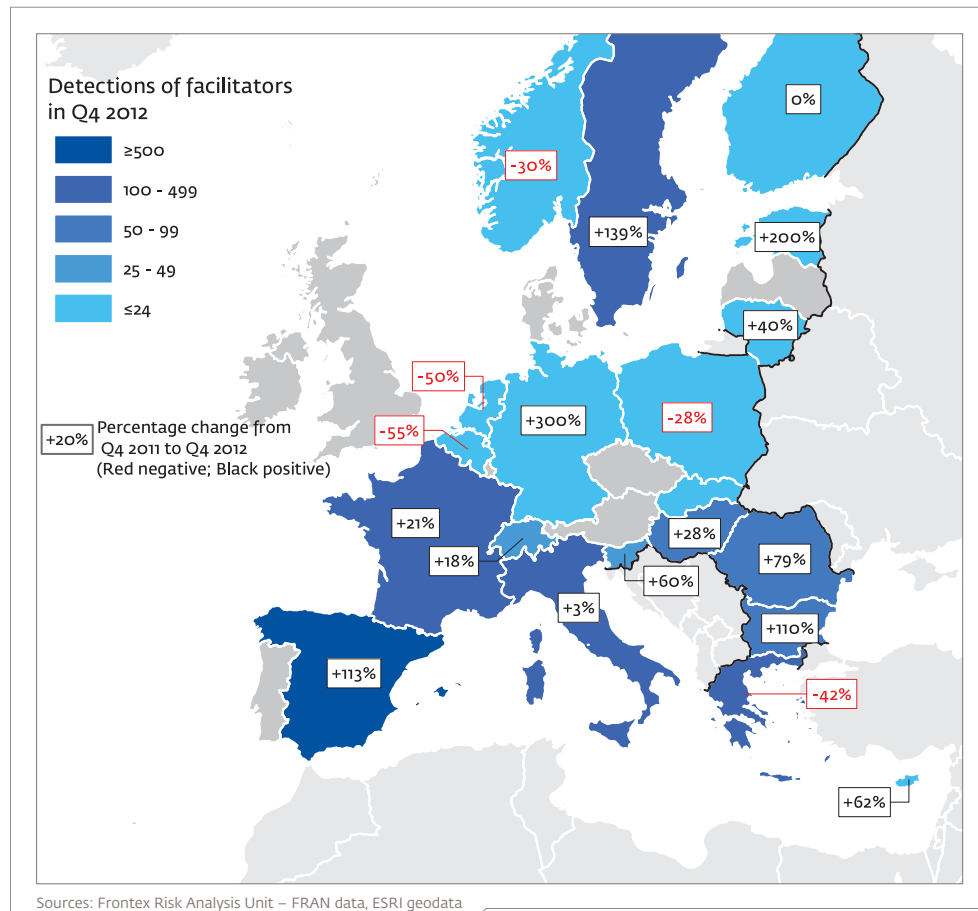 Detections of facilitators
in Q4 2012
≥500
100 - 499
50 - 99
25 - 49
≤24
+20%
Percentage change from
Q4 2011 to Q4 2012
(Red negative; Black positive)
0%
-30%
+139%
+200%
+40%
-50%
-55%
+300%
-28%
+21%
+18%
+28%
+60%
+79%
+3%
+110%
+113%
-42%
+62%
Sources: Frontex Risk Analysis Unit – FRAN data, ESRI geodata